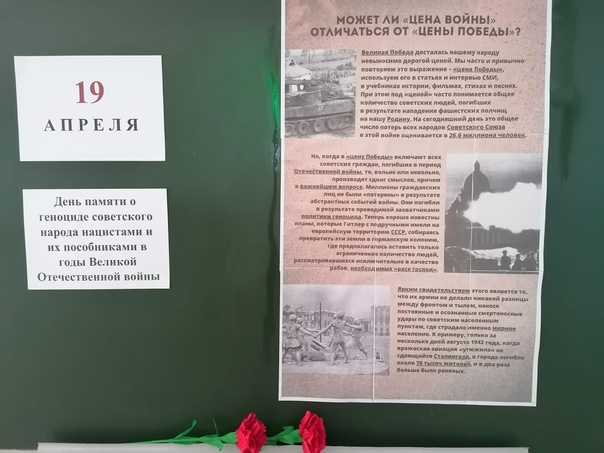 19
АПРЕЛЯ
День памяти о
геноциде советского
народа нацистами и
их пособниками в
годы Великой
Отечественной войны
МОЖЕТ ЛИ «ЦЕНА ВОЙНЫ»
ОТЛИЧАТЬСЯ ОТ «ЦЕНЫ ПОБЕДЫ»?
Великая Победа досталась нашему народу
невыносимо дорогой ценой. Мы часто и привычно
повторяем это выражение – «цена Победы»,
используем его в статьях и интервью СМИ,
в учебниках истории, фильмах, стихах и песнях.
При этом под «ценой» часто понимается общее
количество советских людей, погибших
в результате нападения фашистских полчищ
на нашу Родину. На сегодняшний день это общее
число потерь всех народов Советского Союза
в этой войне оценивается в 26,6 миллиона человек.
Но, когда в «цену Победы» включают всех
советских граждан, погибших в период
Отечественной войны, то, вольно или невольно,
производят сдвиг смыслов, причем
в важнейшем вопросе. Миллионы гражданских
лиц не были «потеряны» в результате
абстрактных событий войны. Они погибли
в результате проводимой захватчиками
политики геноцида. Теперь хорошо известны
планы, которые Гитлер с подручными имели на
европейскую территорию СССР, собираясь
превратить эти земли в германскую колонию,
где предполагалось оставить только
ограниченное количество людей,
рассматривавшихся исключительно в качестве
рабов, необходимых «расе господ».
Ярким свидетельством этого является то,
что их армии не делали никакой разницы
между фронтом и тылом, нанося
постоянные и осознанные смертоносные
удары по советским населенным
пунктам, где страдало именно мирное
население. К примеру, только за
несколько дней августа 1942 года, когда
вражеская авиация «утюжила» не
сдающийся Сталинград, в городе погибло
около 70 тысяч жителей, и в два раза
больше было раненых.